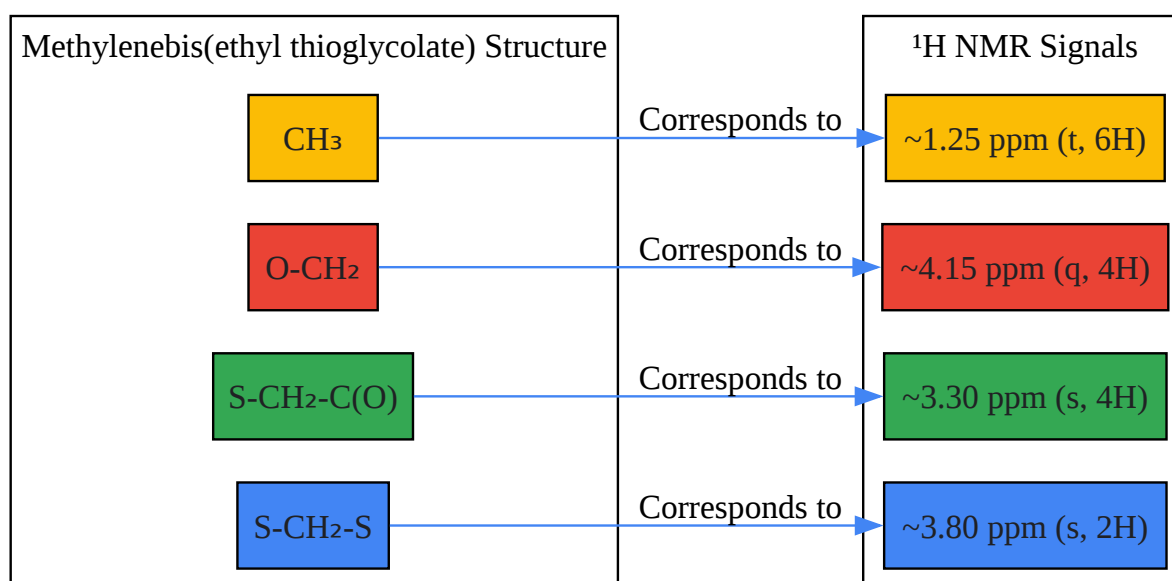 Methylenebis(ethyl thioglycolate) Structure
¹H NMR Signals
CH₃
Corresponds to
~1.25 ppm (t, 6H)
O-CH₂
Corresponds to
~4.15 ppm (q, 4H)
S-CH₂-C(O)
Corresponds to
~3.30 ppm (s, 4H)
S-CH₂-S
Corresponds to
~3.80 ppm (s, 2H)